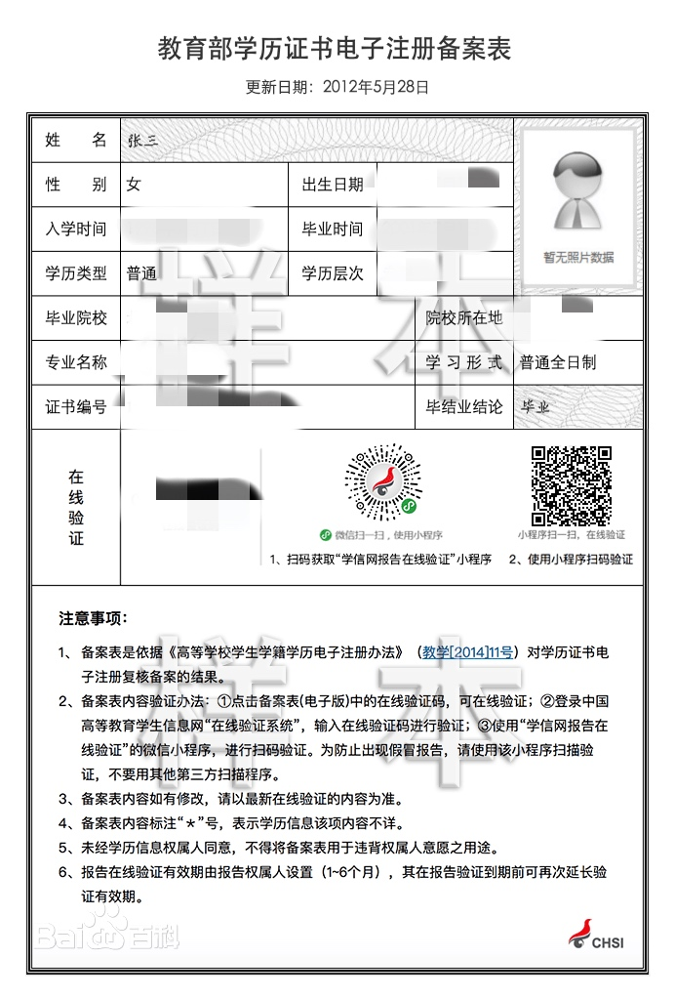 教育部学历证书电子注册备案表
更新日期：2012年5月28日
姓 名 张三
性 别 女 出生日期
暂无照片数据
入学时间 毕业时间
学历类型 普通 学历层次
毕业院校 院校所在地
专业名称 学习形式 普通全日制
证书编号 毕结业结论 毕业
样本
在线验证
微信扫一扫，使用小程序 小程序扫一扫，在线验证
1、扫码获取“学信网报告在线验证”小程序 2、使用小程序扫码验证
注意事项：
1、备案表是依据《高等学校学生学籍学历电子注册办法》（教学[2014]11号）对学历证书电
子注册复核备案的结果。
2、备案表内容验证办法：①点击备案表(电子版)中的在线验证码，可在线验证；②登录中国
高等教育学生信息网“在线验证系统”，输入在线验证码进行验证；③使用“学信网报告在
线验证”的微信小程序，进行扫码验证。为防止出现假冒报告，请使用该小程序扫描验
证，不要用其他第三方扫描程序。
3、备案表内容如有修改，请以最新在线验证的内容为准。
4、备案表内容标注“*”号，表示学历信息该项内容不详。
5、未经学历信息权属人同意，不得将备案表用于违背权属人意愿之用途。
6、报告在线验证有效期由报告权属人设置（1~6个月），其在报告验证到期前可再次延长验
证有效期。
样本
Baidu百科
CHSI